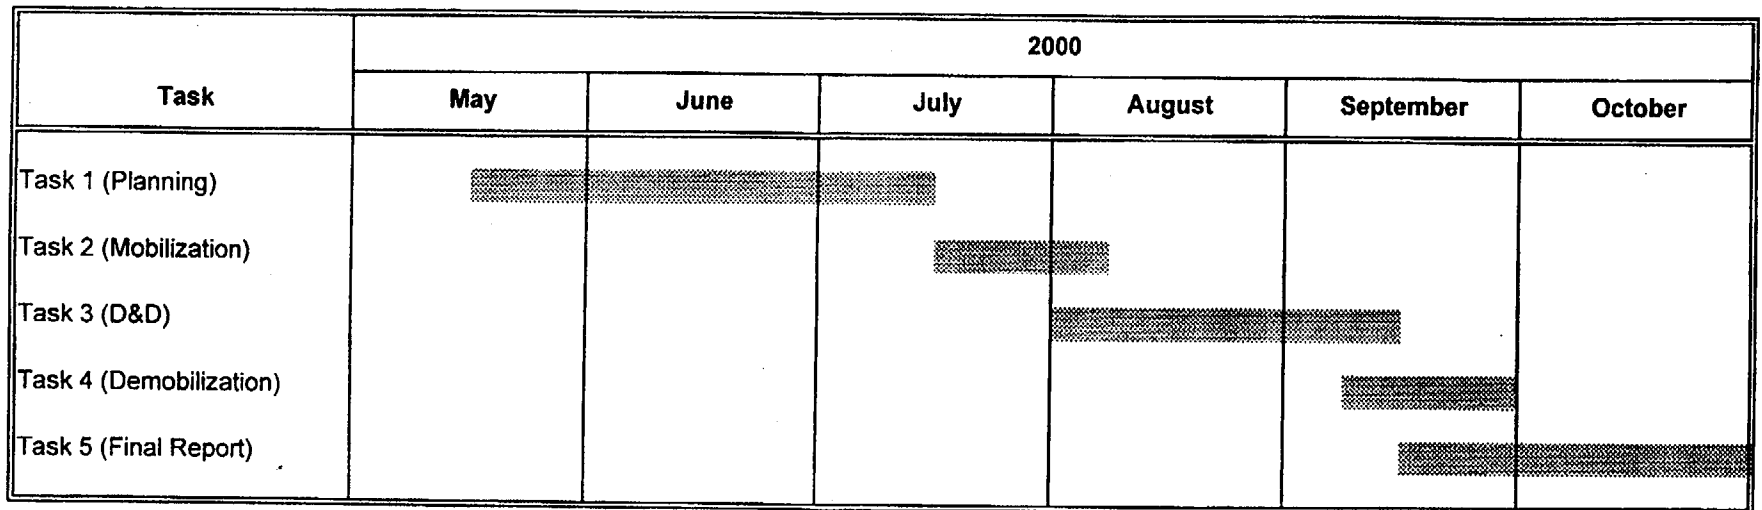 2000
Task May June July August September October
Task 1 (Planning)
Task 2 (Mobilization)
Task 3 (D&D)
Task 4 (Demobilization)
Task 5 (Final Report)